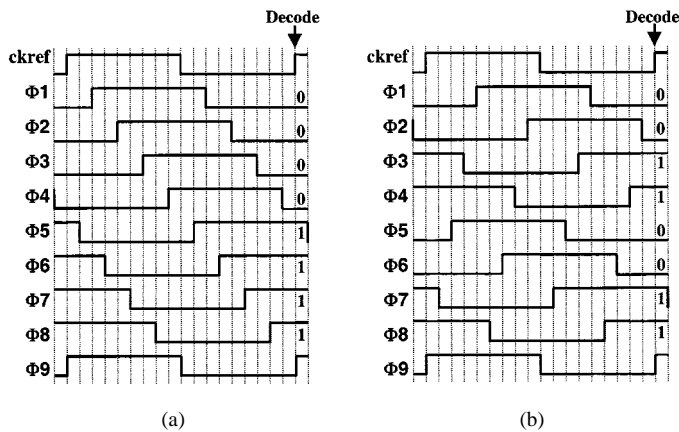 Decode
ckref
Φ1 0
Φ2 0
Φ3 0
Φ4 0
Φ5 1
Φ6 1
Φ7 1
Φ8 1
Φ9
(a)
Decode
ckref
Φ1 0
Φ2 0
Φ3 1
Φ4 1
Φ5 0
Φ6 0
Φ7 1
Φ8 1
Φ9
(b)